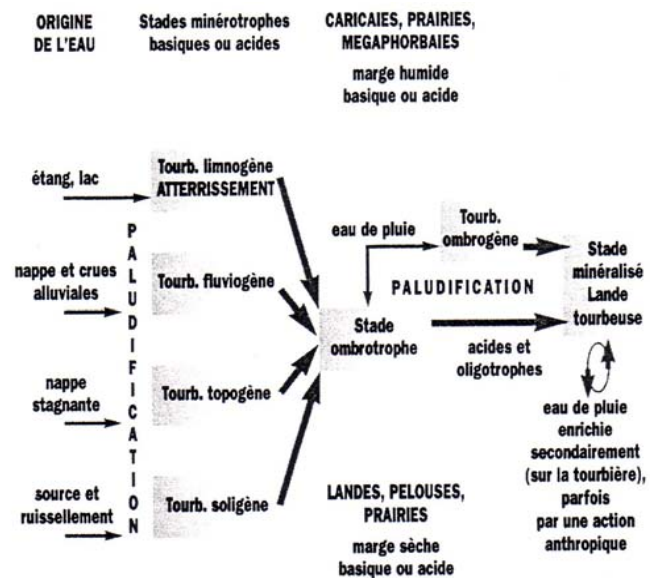 ORIGINE
DE L'EAU
Stades minérotrophes
basiques ou acides
CARICAIES, PRAIRIES,
MEGAPHORBAIES
marge humide
basique ou acide
étang, lac
Tourb. limnogène
ATTERRISSEMENT
PALUDIFICATION
nappe et crues
alluviales
Tourb. fluviogène
nappe
stagnante
Tourb. topogène
source et
ruissellement
Tourb. soligène
eau de pluie
Tourb.
ombrogène
PALUDIFICATION
Stade
ombrotrophe
acides et
oligotrophes
Stade
minéralisé
Lande
tourbeuse
eau de pluie
enrichie
secondairement
(sur la tourbière),
parfois
par une action
anthropique
LANDES, PELOUSES,
PRAIRIES
marge sèche
basique ou acide